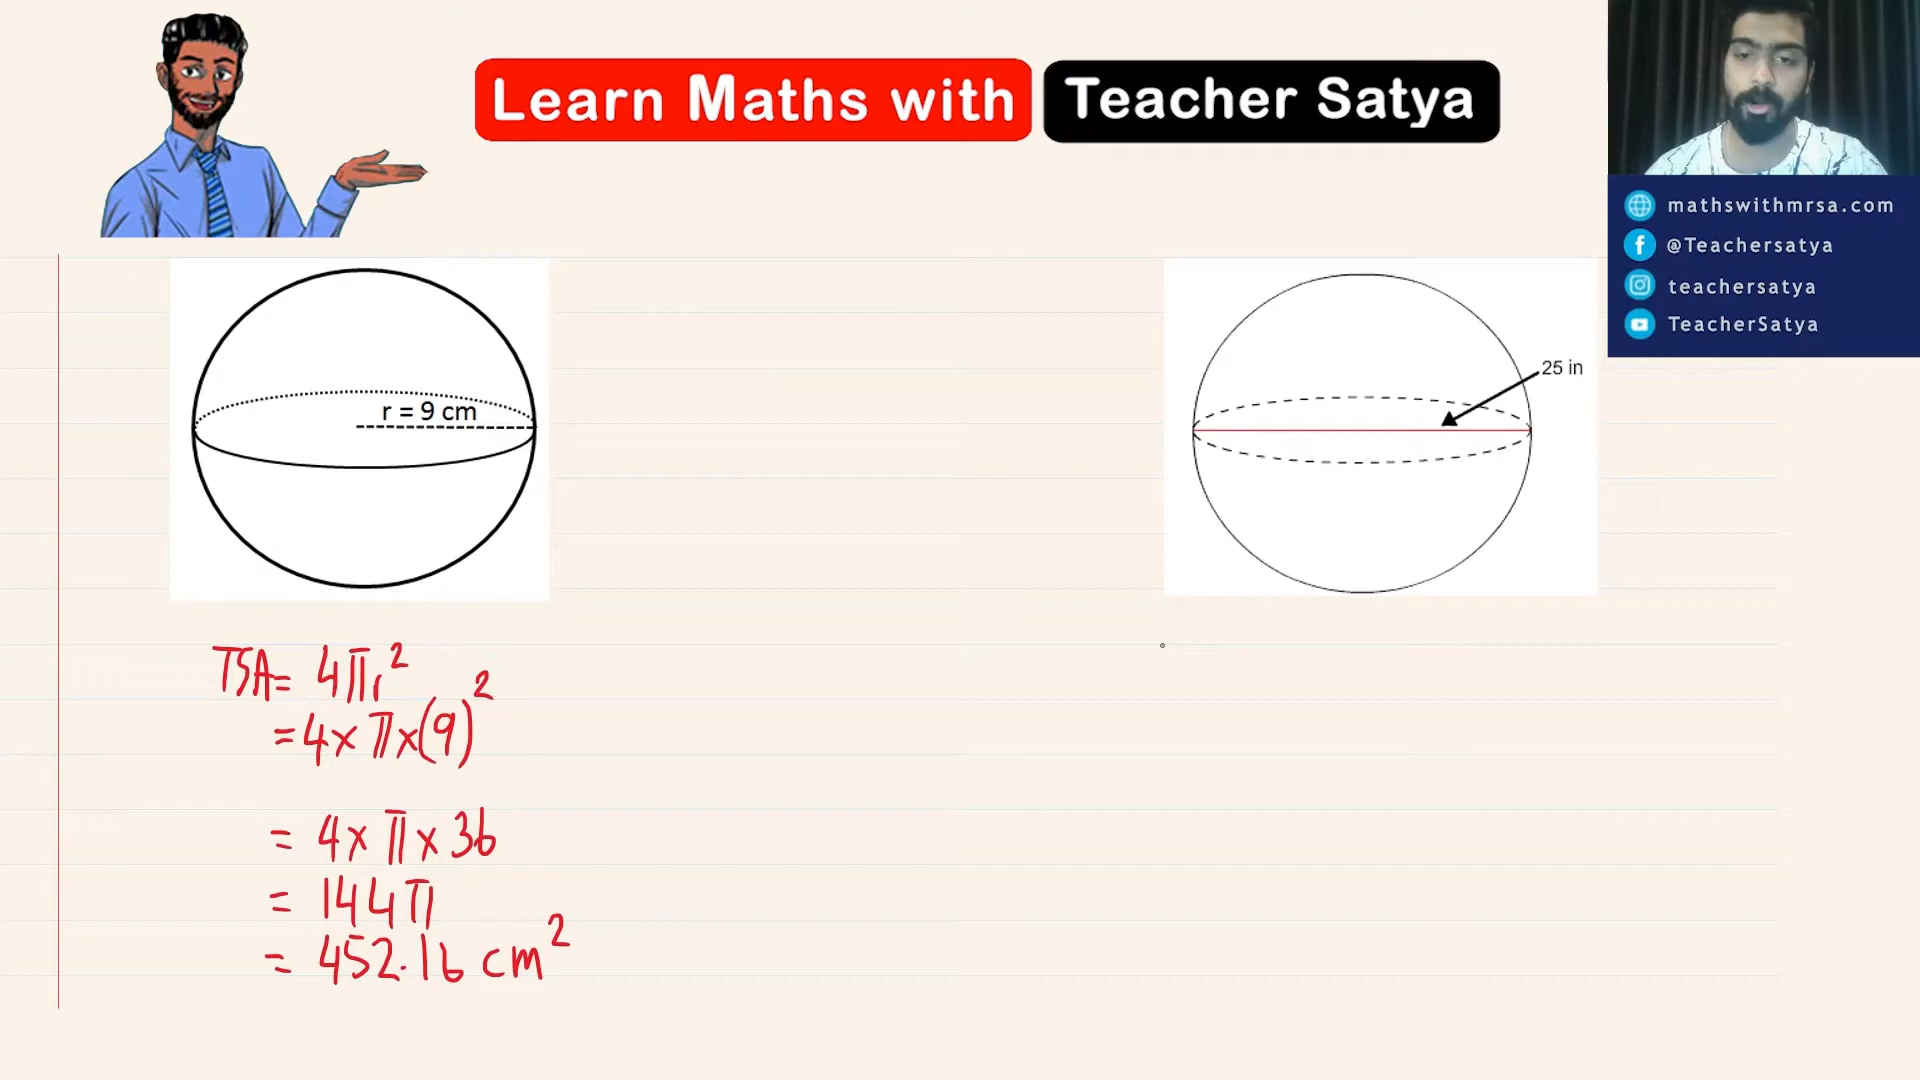 Learn Maths with Teacher Satya
mathswithmrsa.com
@Teachersatya
teachersatya
TeacherSatya
r = 9 cm
25 in
TSA= 4πr²
=4×π×(9)²
= 4×π×36
= 144π
= 452.16 cm²